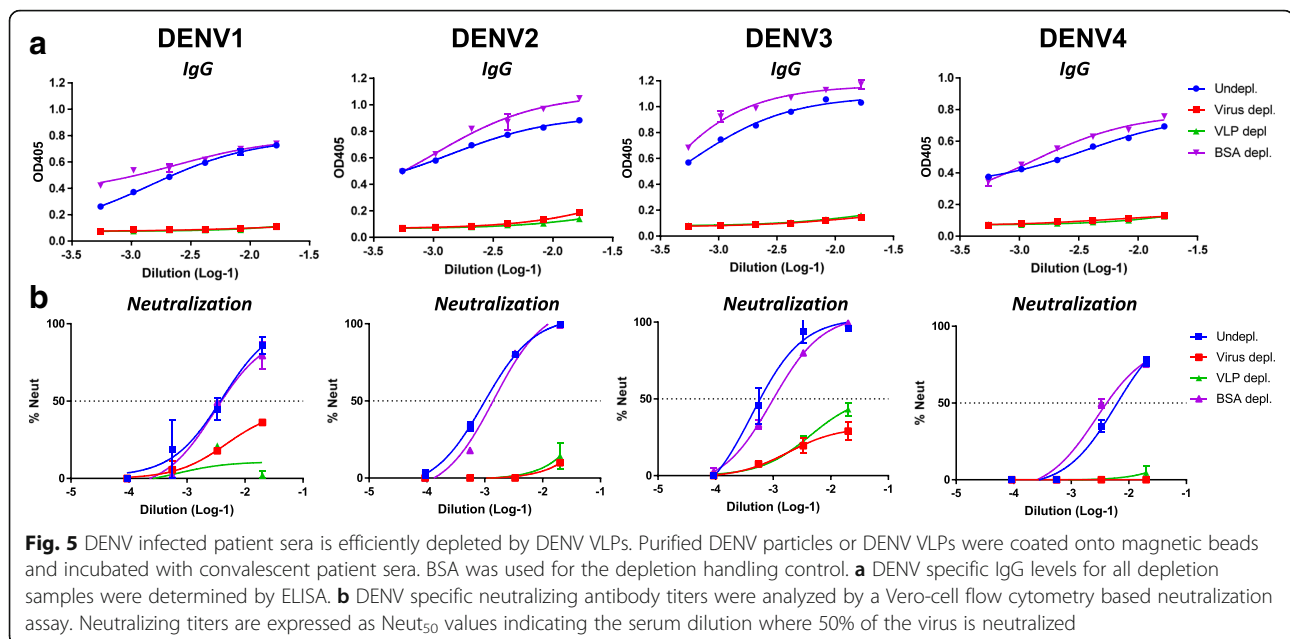 a
DENV1 DENV2 DENV3 DENV4
IgG IgG IgG IgG
1.2 1.2 1.2 1.0
1.0 1.0 1.0 0.8
0.8 0.8 0.8 0.6
0.6 0.6 0.6 0.4
0.4 0.4 0.4 0.2
0.2 0.2 0.2 0.0
0.0 0.0 0.0
OD405 OD405 OD405 OD405
-3.5 -3.0 -2.5 -2.0 -1.5 -3.5 -3.0 -2.5 -2.0 -1.5 -3.5 -3.0 -2.5 -2.0 -1.5 -3.5 -3.0 -2.5 -2.0 -1.5
Dilution (Log-1) Dilution (Log-1) Dilution (Log-1) Dilution (Log-1)
Undepl.
Virus depl.
VLP depl
BSA depl.
b
Neutralization Neutralization Neutralization Neutralization
100 100 100 100
50 50 50 50
0 0 0 0
% Neut % Neut % Neut % Neut
-5 -4 -3 -2 -1 -5 -4 -3 -2 -1 -5 -4 -3 -2 -1 -5 -4 -3 -2 -1
Dilution (Log-1) Dilution (Log-1) Dilution (Log-1) Dilution (Log-1)
Undepl.
Virus depl.
VLP depl.
BSA depl.
Fig. 5 DENV infected patient sera is efficiently depleted by DENV VLPs. Purified DENV particles or DENV VLPs were coated onto magnetic beads
and incubated with convalescent patient sera. BSA was used for the depletion handling control. a DENV specific IgG levels for all depletion
samples were determined by ELISA. b DENV specific neutralizing antibody titers were analyzed by a Vero-cell flow cytometry based neutralization
assay. Neutralizing titers are expressed as Neut50 values indicating the serum dilution where 50% of the virus is neutralized